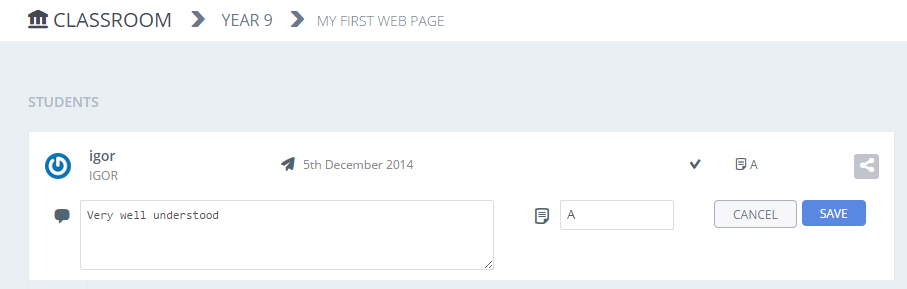 CLASSROOM YEAR 9 MY FIRST WEB PAGE
STUDENTS
igor
IGOR
5th December 2014
A
Very well understood
A
CANCEL
SAVE